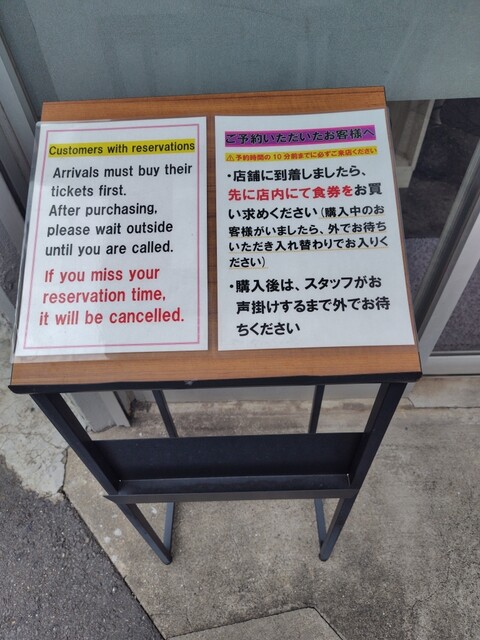 Customers with reservations
Arrivals must buy their
tickets first.
After purchasing,
please wait outside
until you are called.
If you miss your
reservation time,
it will be cancelled.
ご予約いただいたお客様へ
⚠予約時間の10分前までに必ずご来店ください
・店舗に到着しましたら、
先に店内にて食券をお買
い求めください(購入中のお
客様がいましたら、外でお待ち
いただき入れ替わりでお入りく
ださい)
・購入後は、スタッフがお
声掛けするまで外でお待
ちください